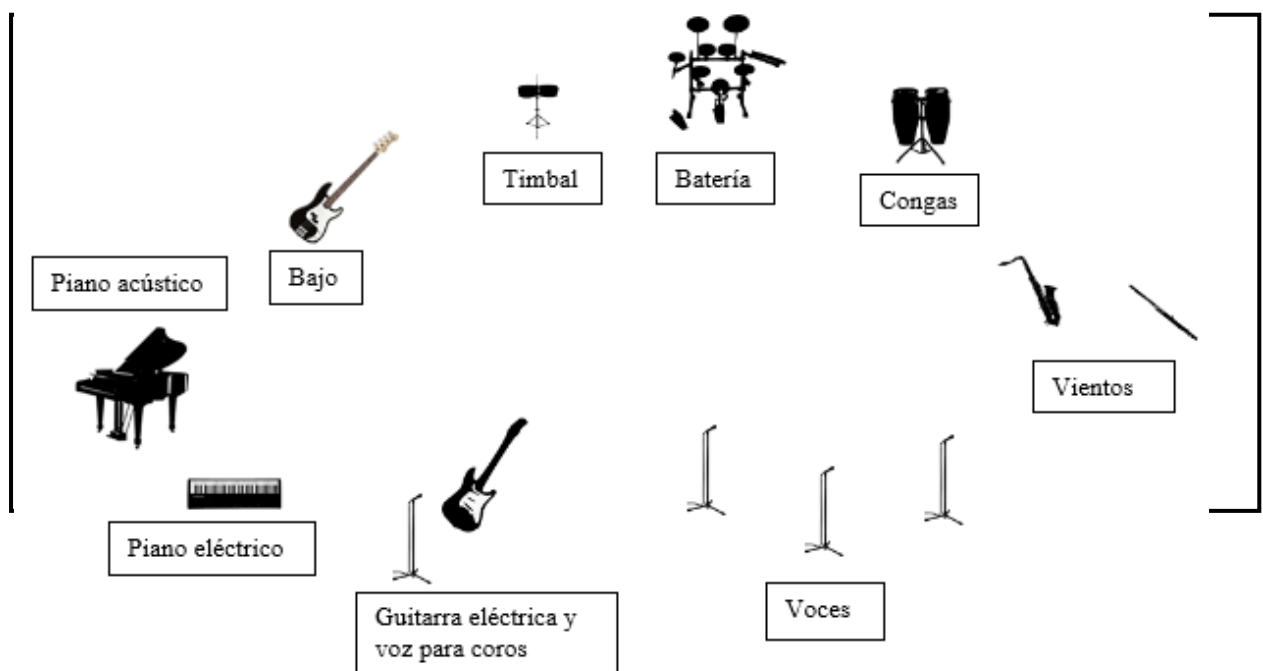 Timbal
Batería
Congas
Bajo
Piano acústico
Vientos
Piano eléctrico
Guitarra eléctrica y
voz para coros
Voces